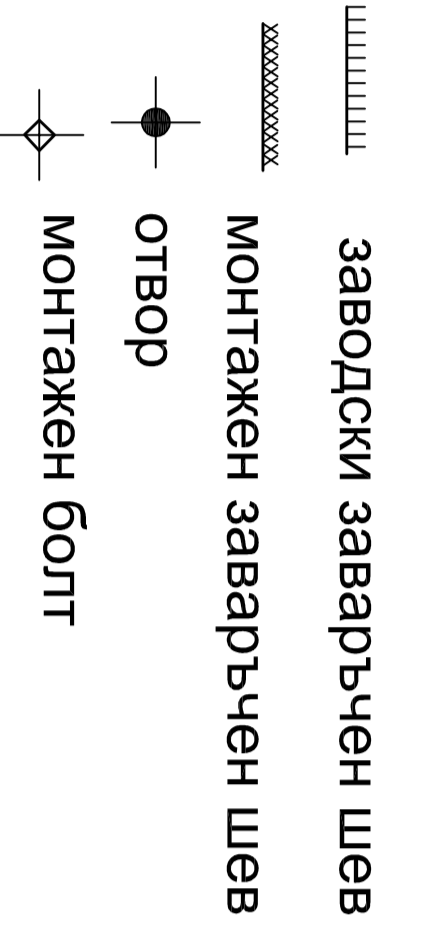 заводски заваръчен шев
монтажен заваръчен шев
отвор
монтажен болт